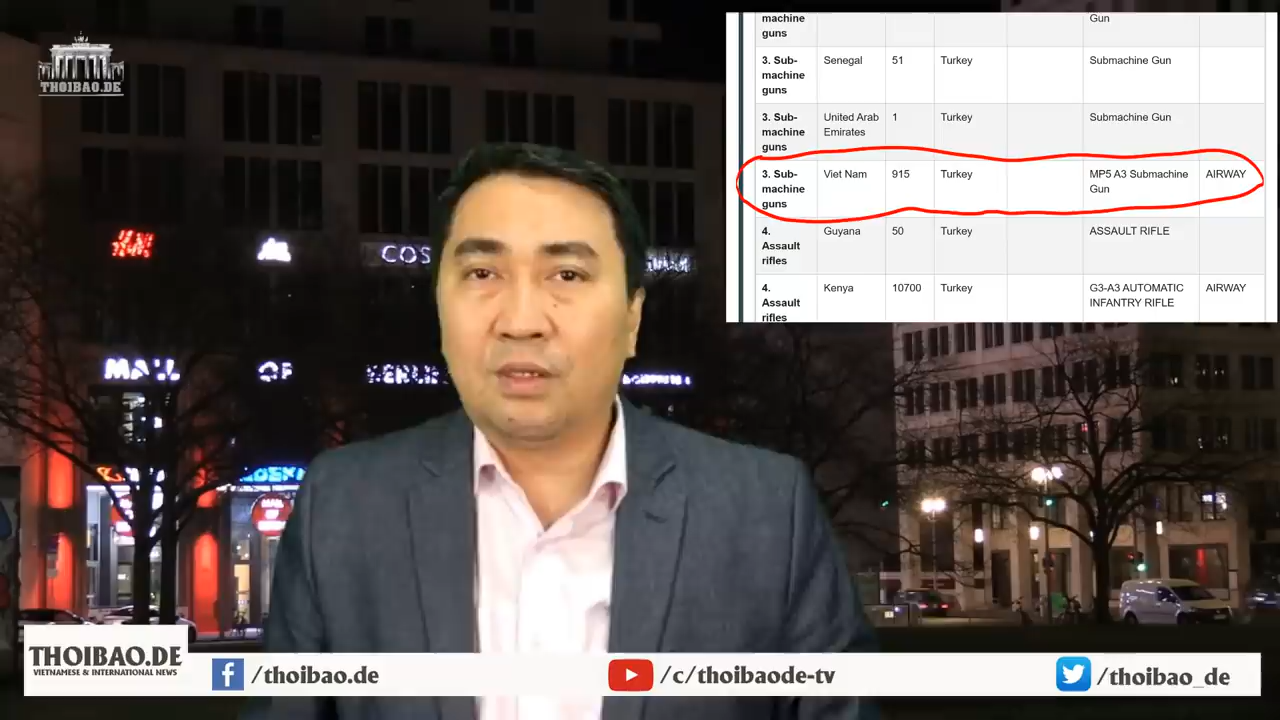 THOIBAO.DE
machine
guns
Gun
3. Sub-
machine
guns
Senegal
51
Turkey
Submachine Gun
3. Sub-
machine
guns
United Arab
Emirates
1
Turkey
Submachine Gun
3. Sub-
machine
guns
Viet Nam
915
Turkey
MP5 A3 Submachine
Gun
AIRWAY
4.
Assault
rifles
Guyana
50
Turkey
ASSAULT RIFLE
4.
Assault
rifles
Kenya
10700
Turkey
G3-A3 AUTOMATIC
INFANTRY RIFLE
AIRWAY
H&M
COS
MALL OF BERLIN
MALL
OF
THOIBAO.DE
VIETNAMESE & INTERNATIONAL NEWS
/thoibao.de
/c/thoibaode-tv
/thoibao_de